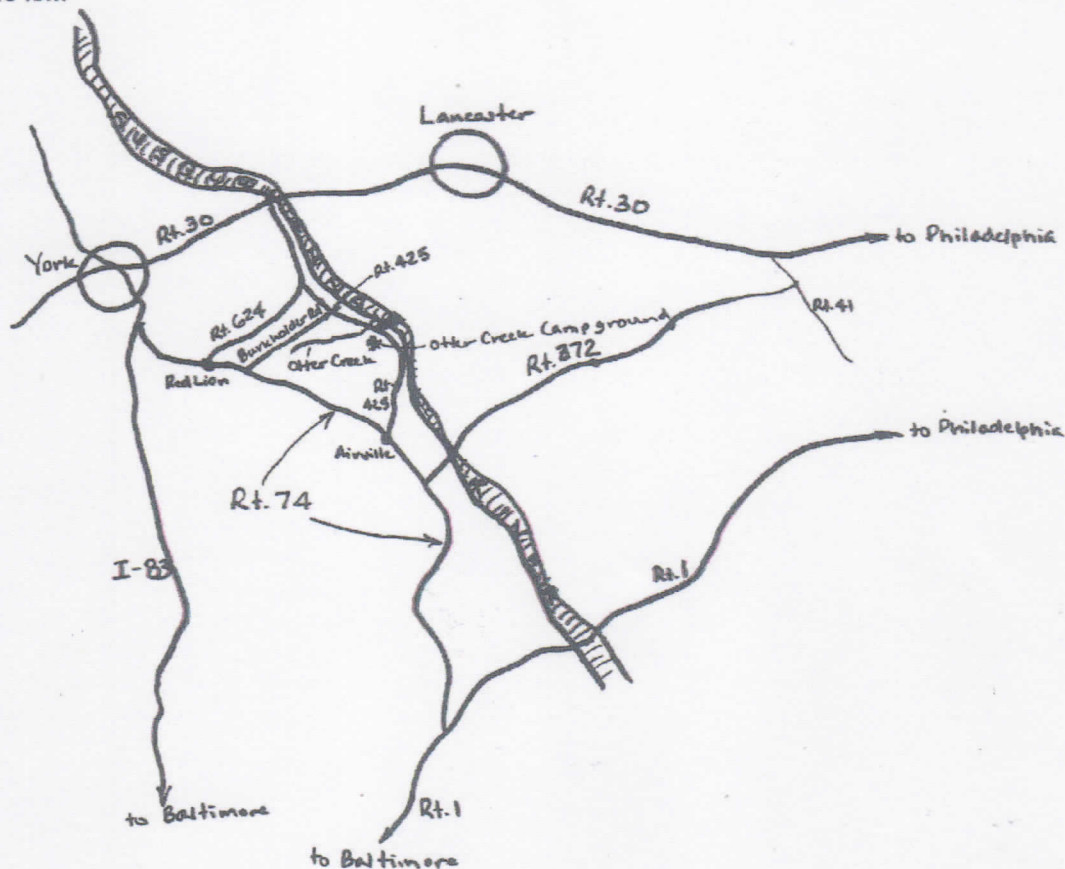 Lancaster
Rt.30
to Philadelphia
Rt.30
York
Rt.425
Rt.41
Rt.624
Burkholder Rd
Otter Creek Campground
Otter Creek
Rt.372
Red Lion
Rt
425
to Philadelphia
Airville
Rt.74
I-83
Rt.1
to Baltimore
Rt.1
to Baltimore